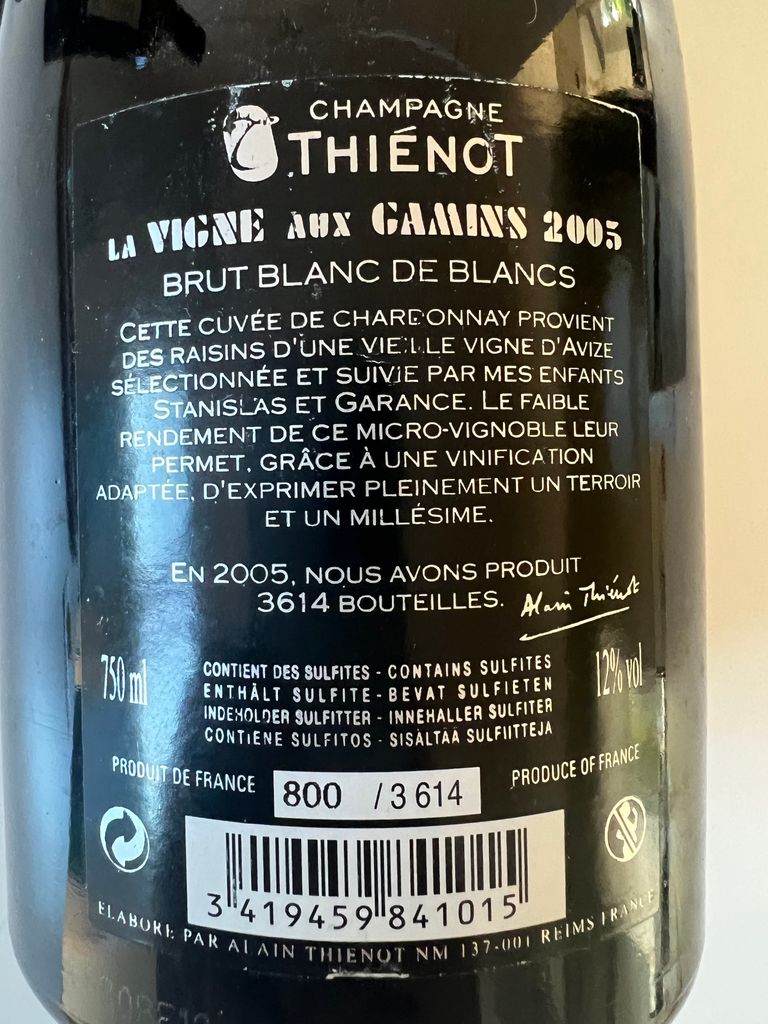 CHAMPAGNE
THIÉNOT
LA VIGNE AUX GAMINS 2005
BRUT BLANC DE BLANCS
CETTE CUVÉE DE CHARDONNAY PROVIENT
DES RAISINS D'UNE VIEILLE VIGNE D'AVIZE
SÉLECTIONNÉE ET SUIVIE PAR MES ENFANTS
STANISLAS ET GARANCE. LE FAIBLE
RENDEMENT DE CE MICRO-VIGNOBLE LEUR
PERMET, GRÂCE À UNE VINIFICATION
ADAPTÉE, D'EXPRIMER PLEINEMENT UN TERROIR
ET UN MILLÉSIME.
EN 2005, NOUS AVONS PRODUIT
3614 BOUTEILLES. Alain Thiénot
750 ml
12% vol
CONTIENT DES SULFITES - CONTAINS SULFITES
ENTHÄLT SULFITE - BEVAT SULFIETEN
INDEHOLDER SULFITTER - INNEHALLER SULFITER
CONTIENE SULFITOS - SISÄLTÄÄ SULFIITTEJA
PRODUIT DE FRANCE
800 /3 614
PRODUCE OF FRANCE
3 419459 841015
ELABORÉ PAR ALAIN THIENOT NM 137-001 REIMS FRANCE